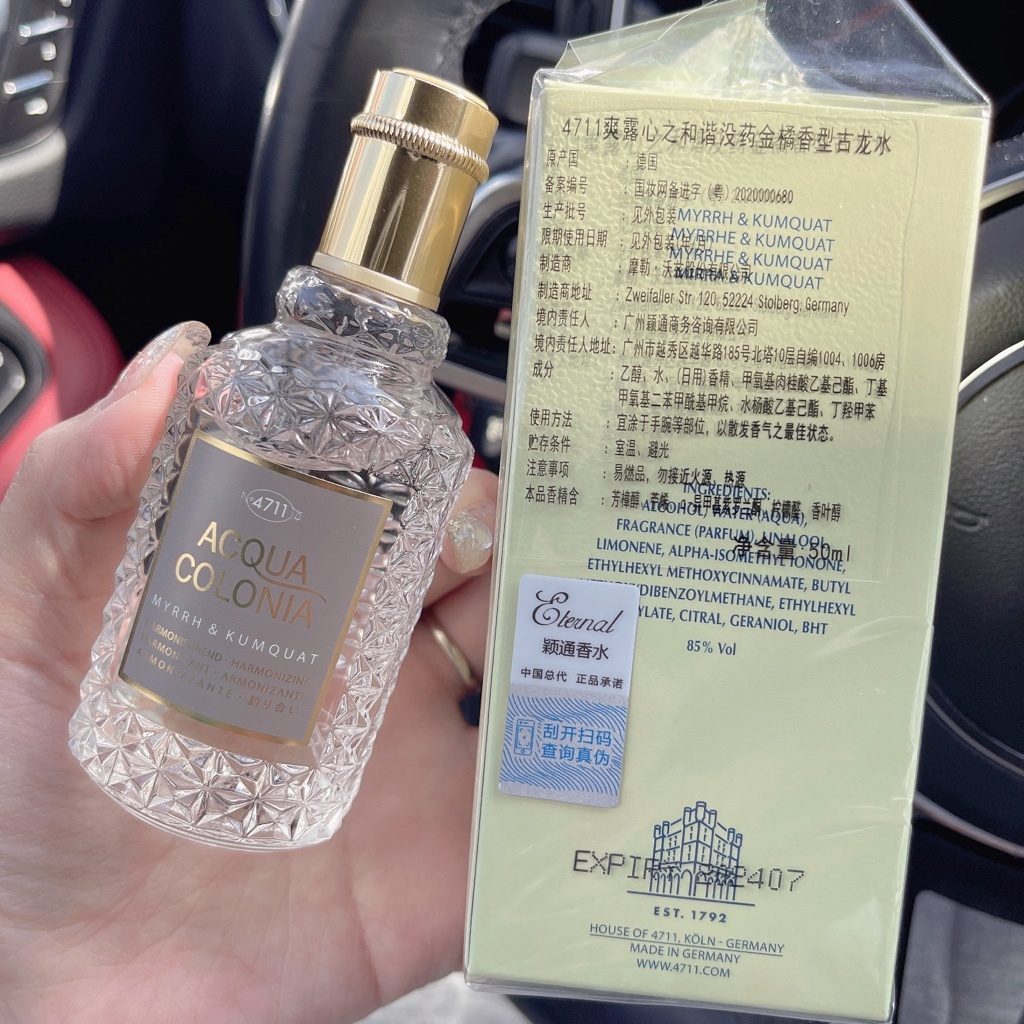 Nº 4711
ACQUA
COLONIA
MYRRH & KUMQUAT
HARMONIZING
ARMONIZANTE
釣り合い
4711爽露心之和谐没药金橘香型古龙水
原产国 : 德国
备案编号 : 国妆网备进字（粤）2020000680
生产批号 : 见外包装
限期使用日期 : 见外包装
制造商 : 摩勒·
制造商地址 : Zweifaller Str. 120, 52224 Stolberg, Germany
境内责任人 : 广州颖通商务咨询有限公司
境内责任人地址: 广州市越秀区越华路185号北塔10层自编1004、1006房
成分 : 乙醇、水、(日用)香精、甲氧基肉桂酸乙基己酯、丁基
甲氧基二苯甲酰基甲烷、水杨酸乙基己酯、丁羟甲苯
使用方法 : 宜涂于手腕等部位，以散发香气之最佳状态。
贮存条件 : 室温、避光
注意事项 : 易燃品，勿接近火源、热源
本品香精含 : 芳樟醇、柠檬醛、香叶醇
净含量 50ml
MYRRH & KUMQUAT
MYRRHE & KUMQUAT
MYRRHE & KUMQUAT
MIRRA & KUMQUAT
INGREDIENTS:
ALCOHOL, WATER (AQUA),
FRAGRANCE (PARFUM), LINALOOL,
LIMONENE, ALPHA-ISOMETHYL IONONE,
ETHYLHEXYL METHOXYCINNAMATE, BUTYL
ETHYLHEXYL
CITRAL, GERANIOL, BHT
85% Vol
Eternal
颖通香水
中国总代 正品承诺
刮开扫码
查询真伪
EST. 1792
HOUSE OF 4711, KÖLN - GERMANY
MADE IN GERMANY
WWW.4711.COM